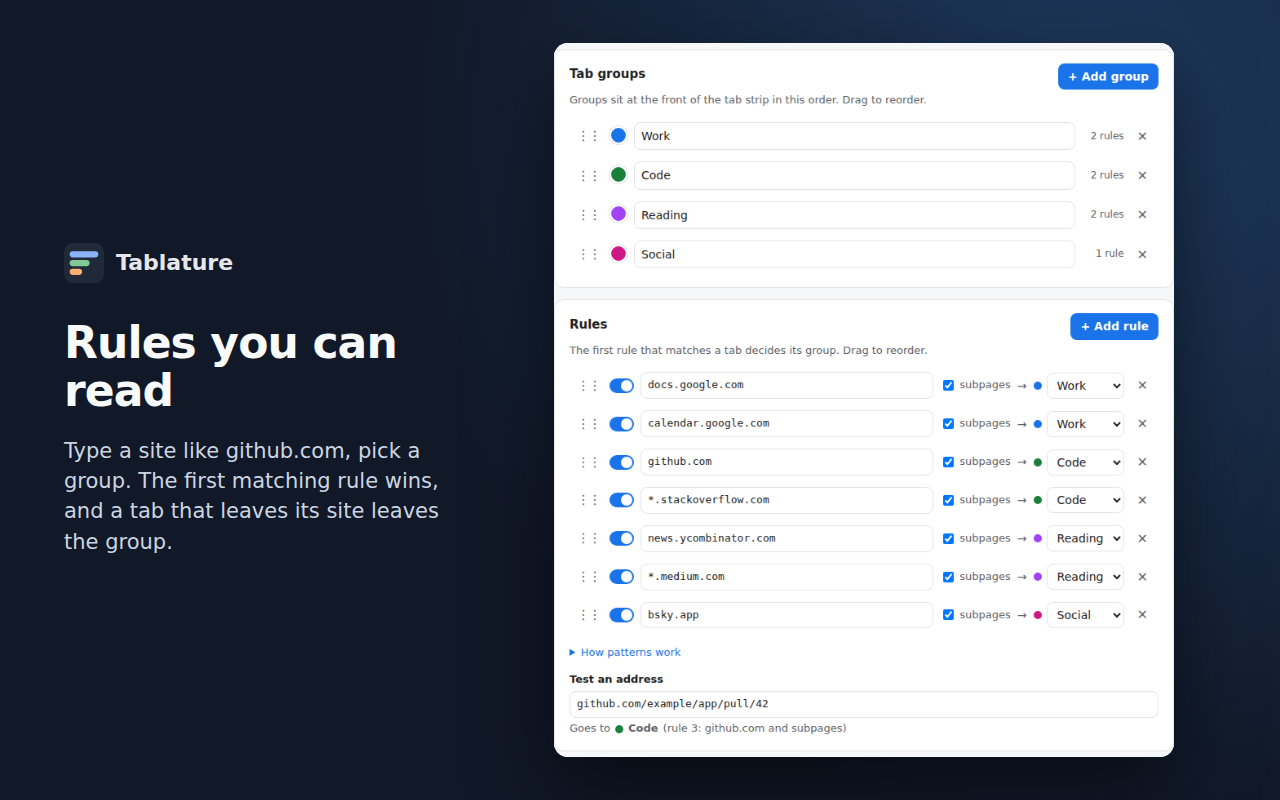 Tablature
Rules you can
read
Type a site like github.com, pick a
group. The first matching rule wins,
and a tab that leaves its site leaves
the group.
Tab groups
+ Add group
Groups sit at the front of the tab strip in this order. Drag to reorder.
Work 2 rules ×
Code 2 rules ×
Reading 2 rules ×
Social 1 rule ×
Rules
+ Add rule
The first rule that matches a tab decides its group. Drag to reorder.
docs.google.com subpages → Work ×
calendar.google.com subpages → Work ×
github.com subpages → Code ×
*.stackoverflow.com subpages → Code ×
news.ycombinator.com subpages → Reading ×
*.medium.com subpages → Reading ×
bsky.app subpages → Social ×
How patterns work
Test an address
github.com/example/app/pull/42
Goes to Code (rule 3: github.com and subpages)